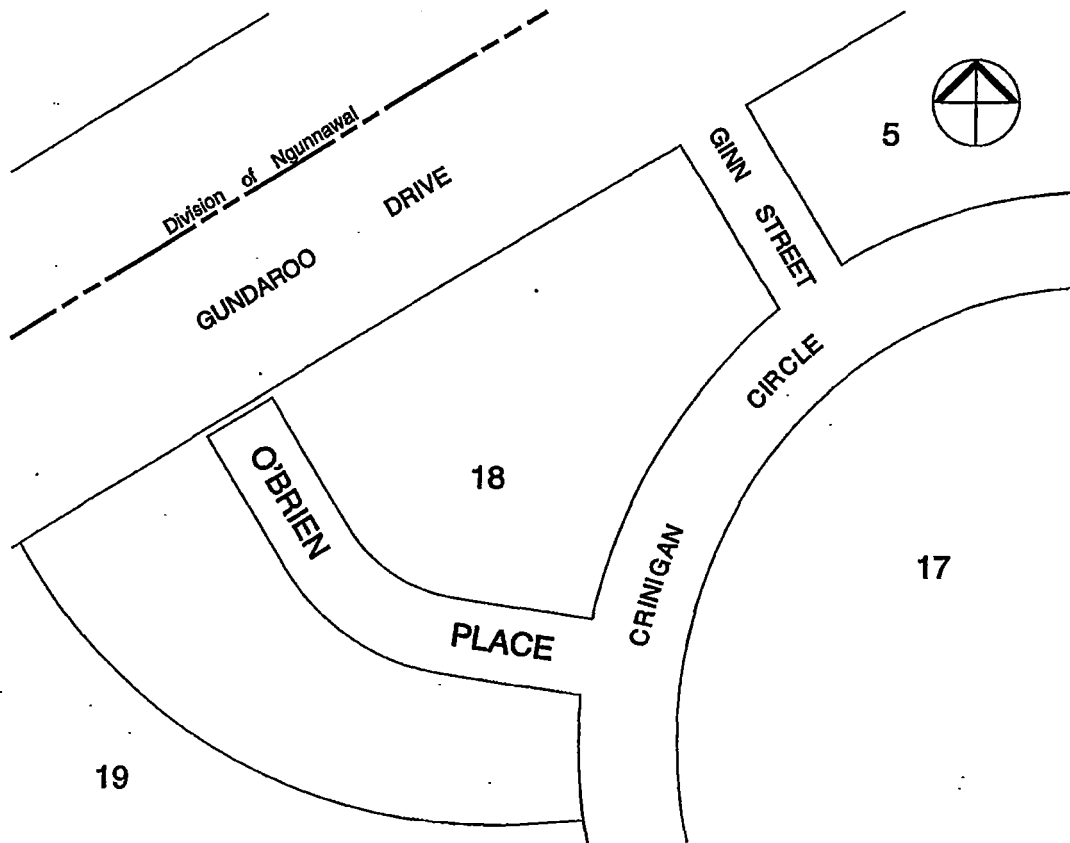 GINN STREET
5
Division of Ngunnawal
GUNDAROO DRIVE
CRINIGAN CIRCLE
O'BRIEN PLACE
18
17
19